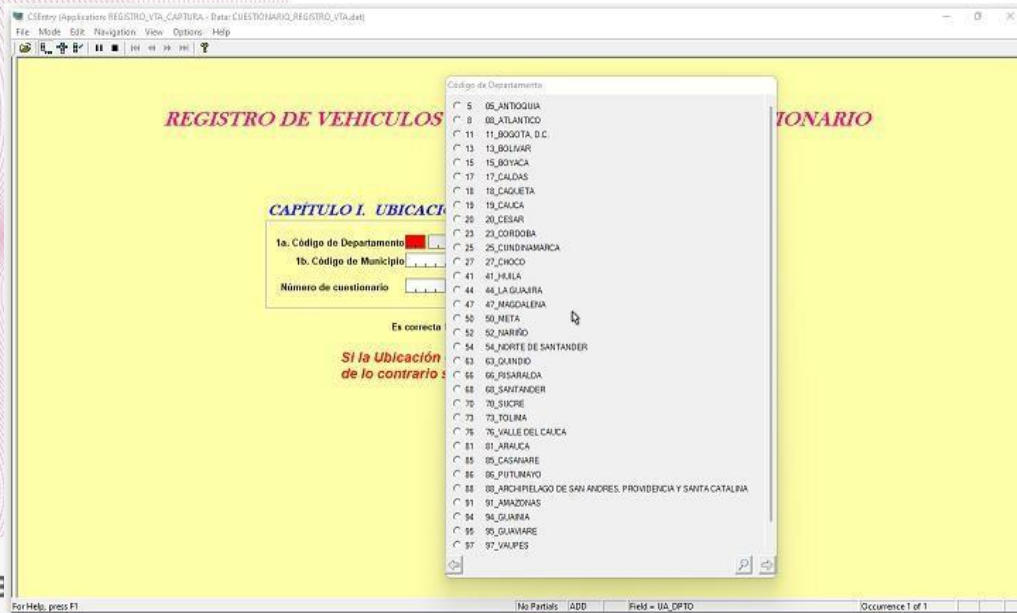 CSEntry (Application: REGISTRO_VTA_CAPTURA - Data: CUESTIONARIO_REGISTRO_VTA.dat)
File Mode Edit Navigation View Options Help
REGISTRO DE VEHICULOS
IONARIO
CAPÍTULO I. UBICACI
1a. Código de Departamento
1b. Código de Municipio
Número de cuestionario
Es correcta
Si la Ubicación
de lo contrario s
Código de Departamento
5 05_ANTIOQUIA
8 08_ATLANTICO
11 11_BOGOTA, D.C.
13 13_BOLIVAR
15 15_BOYACA
17 17_CALDAS
18 18_CAQUETA
19 19_CAUCA
20 20_CESAR
23 23_CORDOBA
25 25_CUNDINAMARCA
27 27_CHOCO
41 41_HUILA
44 44_LA GUAJIRA
47 47_MAGDALENA
50 50_META
52 52_NARIÑO
54 54_NORTE DE SANTANDER
63 63_QUINDIO
66 66_RISARALDA
68 68_SANTANDER
70 70_SUCRE
73 73_TOLIMA
76 76_VALLE DEL CAUCA
81 81_ARAUCA
85 85_CASANARE
86 86_PUTUMAYO
88 88_ARCHIPIELAGO DE SAN ANDRES, PROVIDENCIA Y SANTA CATALINA
91 91_AMAZONAS
94 94_GUAINIA
95 95_GUAVIARE
97 97_VAUPES
For Help, press F1 No Partials ADD Field = UA_DPTO Occurrence 1 of 1